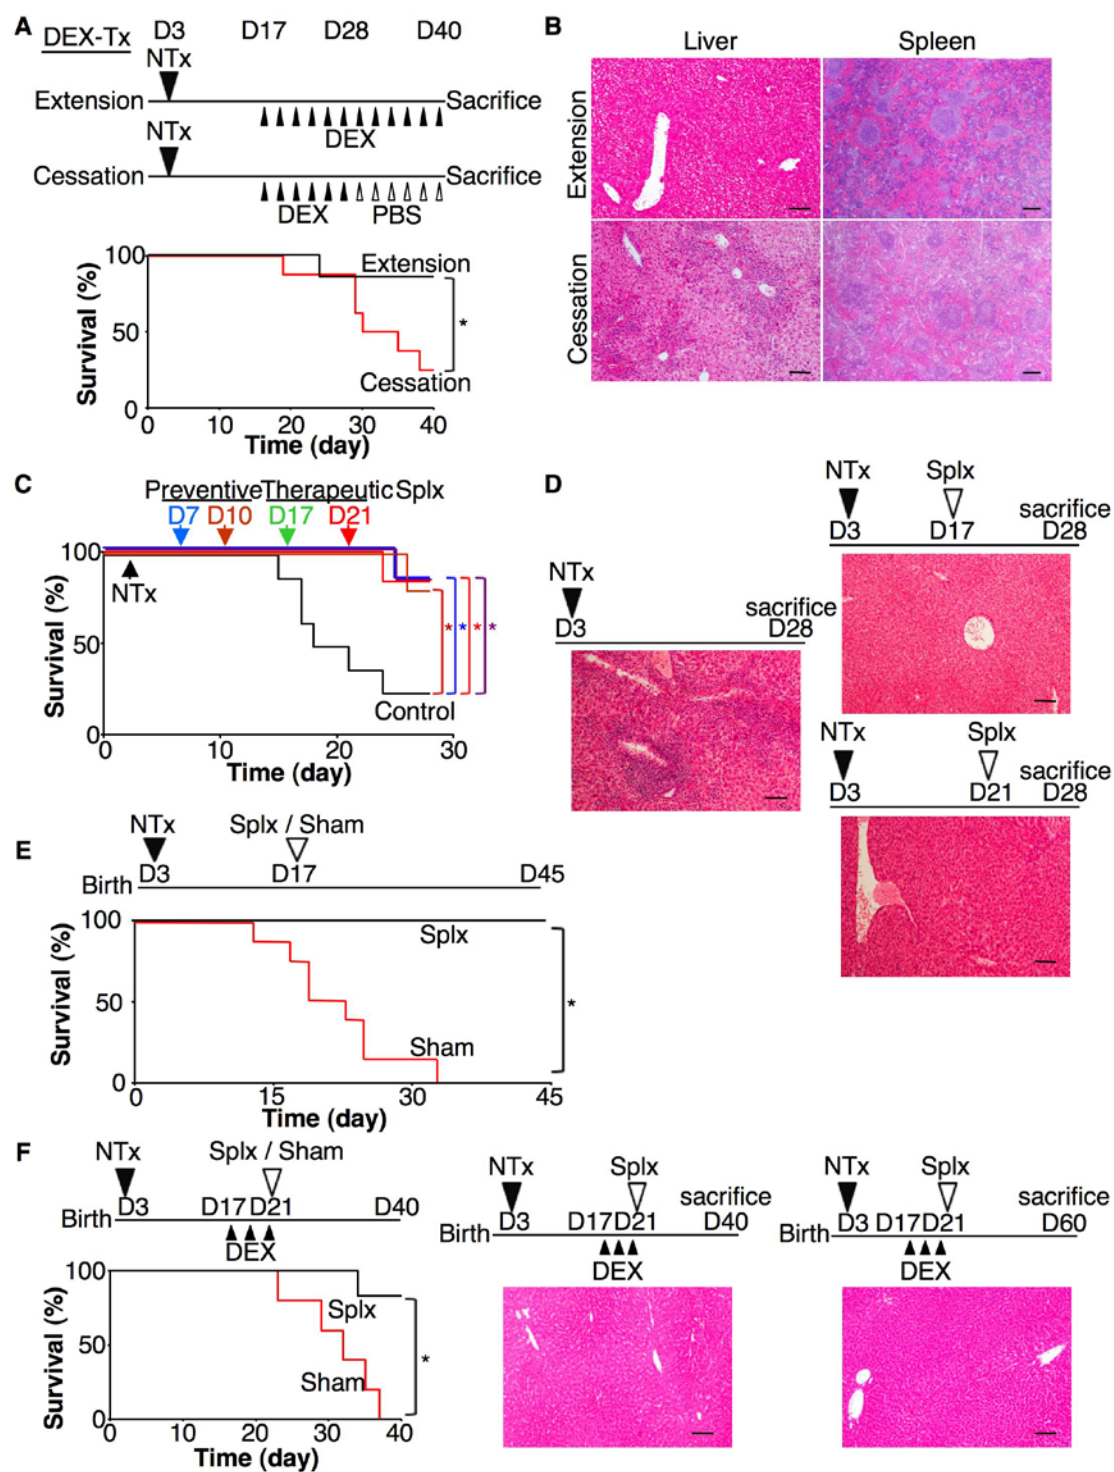 A
DEX-Tx
D3 D17 D28 D40
NTx
Extension Sacrifice
DEX
NTx
Cessation Sacrifice
DEX PBS
100
50
0
Survival (%)
Extension
*
Cessation
0 10 20 30 40
Time (day)
B
Liver Spleen
Extension
Cessation
C
Preventive Therapeutic Splx
D7 D10 D17 D21
100
50
0
Survival (%)
NTx
* * * *
Control
0 10 20 30
Time (day)
D
NTx
D3
sacrifice
D28
NTx Splx
D3 D17
sacrifice
D28
NTx Splx
D3 D21
sacrifice
D28
E
NTx Splx / Sham
Birth D3 D17 D45
100
50
0
Survival (%)
Splx
Sham
*
0 15 30 45
Time (day)
F
NTx Splx / Sham
Birth D3 D17 D21 D40
DEX
100
50
0
Survival (%)
Splx
Sham
*
0 10 20 30 40
Time (day)
NTx Splx
sacrifice
Birth D3 D17 D21 D40
DEX
NTx Splx
sacrifice
Birth D3 D17 D21 D60
DEX